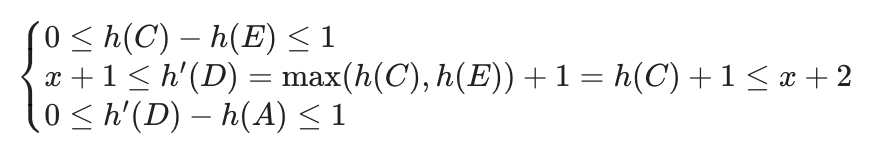 0 ≤ h(C) − h(E) ≤ 1
x + 1 ≤ h′(D) = max(h(C), h(E)) + 1 = h(C) + 1 ≤ x + 2
0 ≤ h′(D) − h(A) ≤ 1